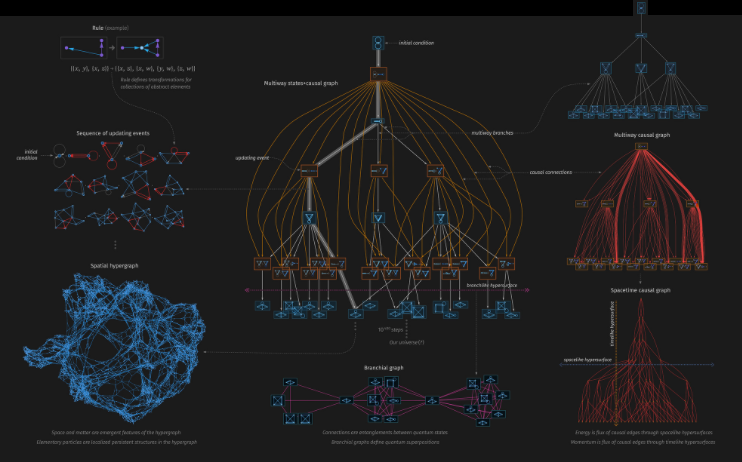 Rule (example)
{{x, y}, {x, z}}→{{x, z}, {x, w}, {y, w}, {z, w}}
Rule defines transformations for
collections of abstract elements
Sequence of updating events
initial
condition
Spatial hypergraph
Space and matter are emergent features of the hypergraph
Elementary particles are localized persistent structures in the hypergraph
initial condition
Multiway states+causal graph
multiway branches
updating event
causal connections
branchlike hypersurface
steps
Our universe(?)
Branchial graph
Connections are entanglements between quantum states
Branchial graphs define quantum superpositions
Multiway causal graph
Spacetime causal graph
timelike hypersurface
spacelike hypersurface
Energy is flux of causal edges through spacelike hypersurfaces
Momentum is flux of causal edges through timelike hypersurfaces